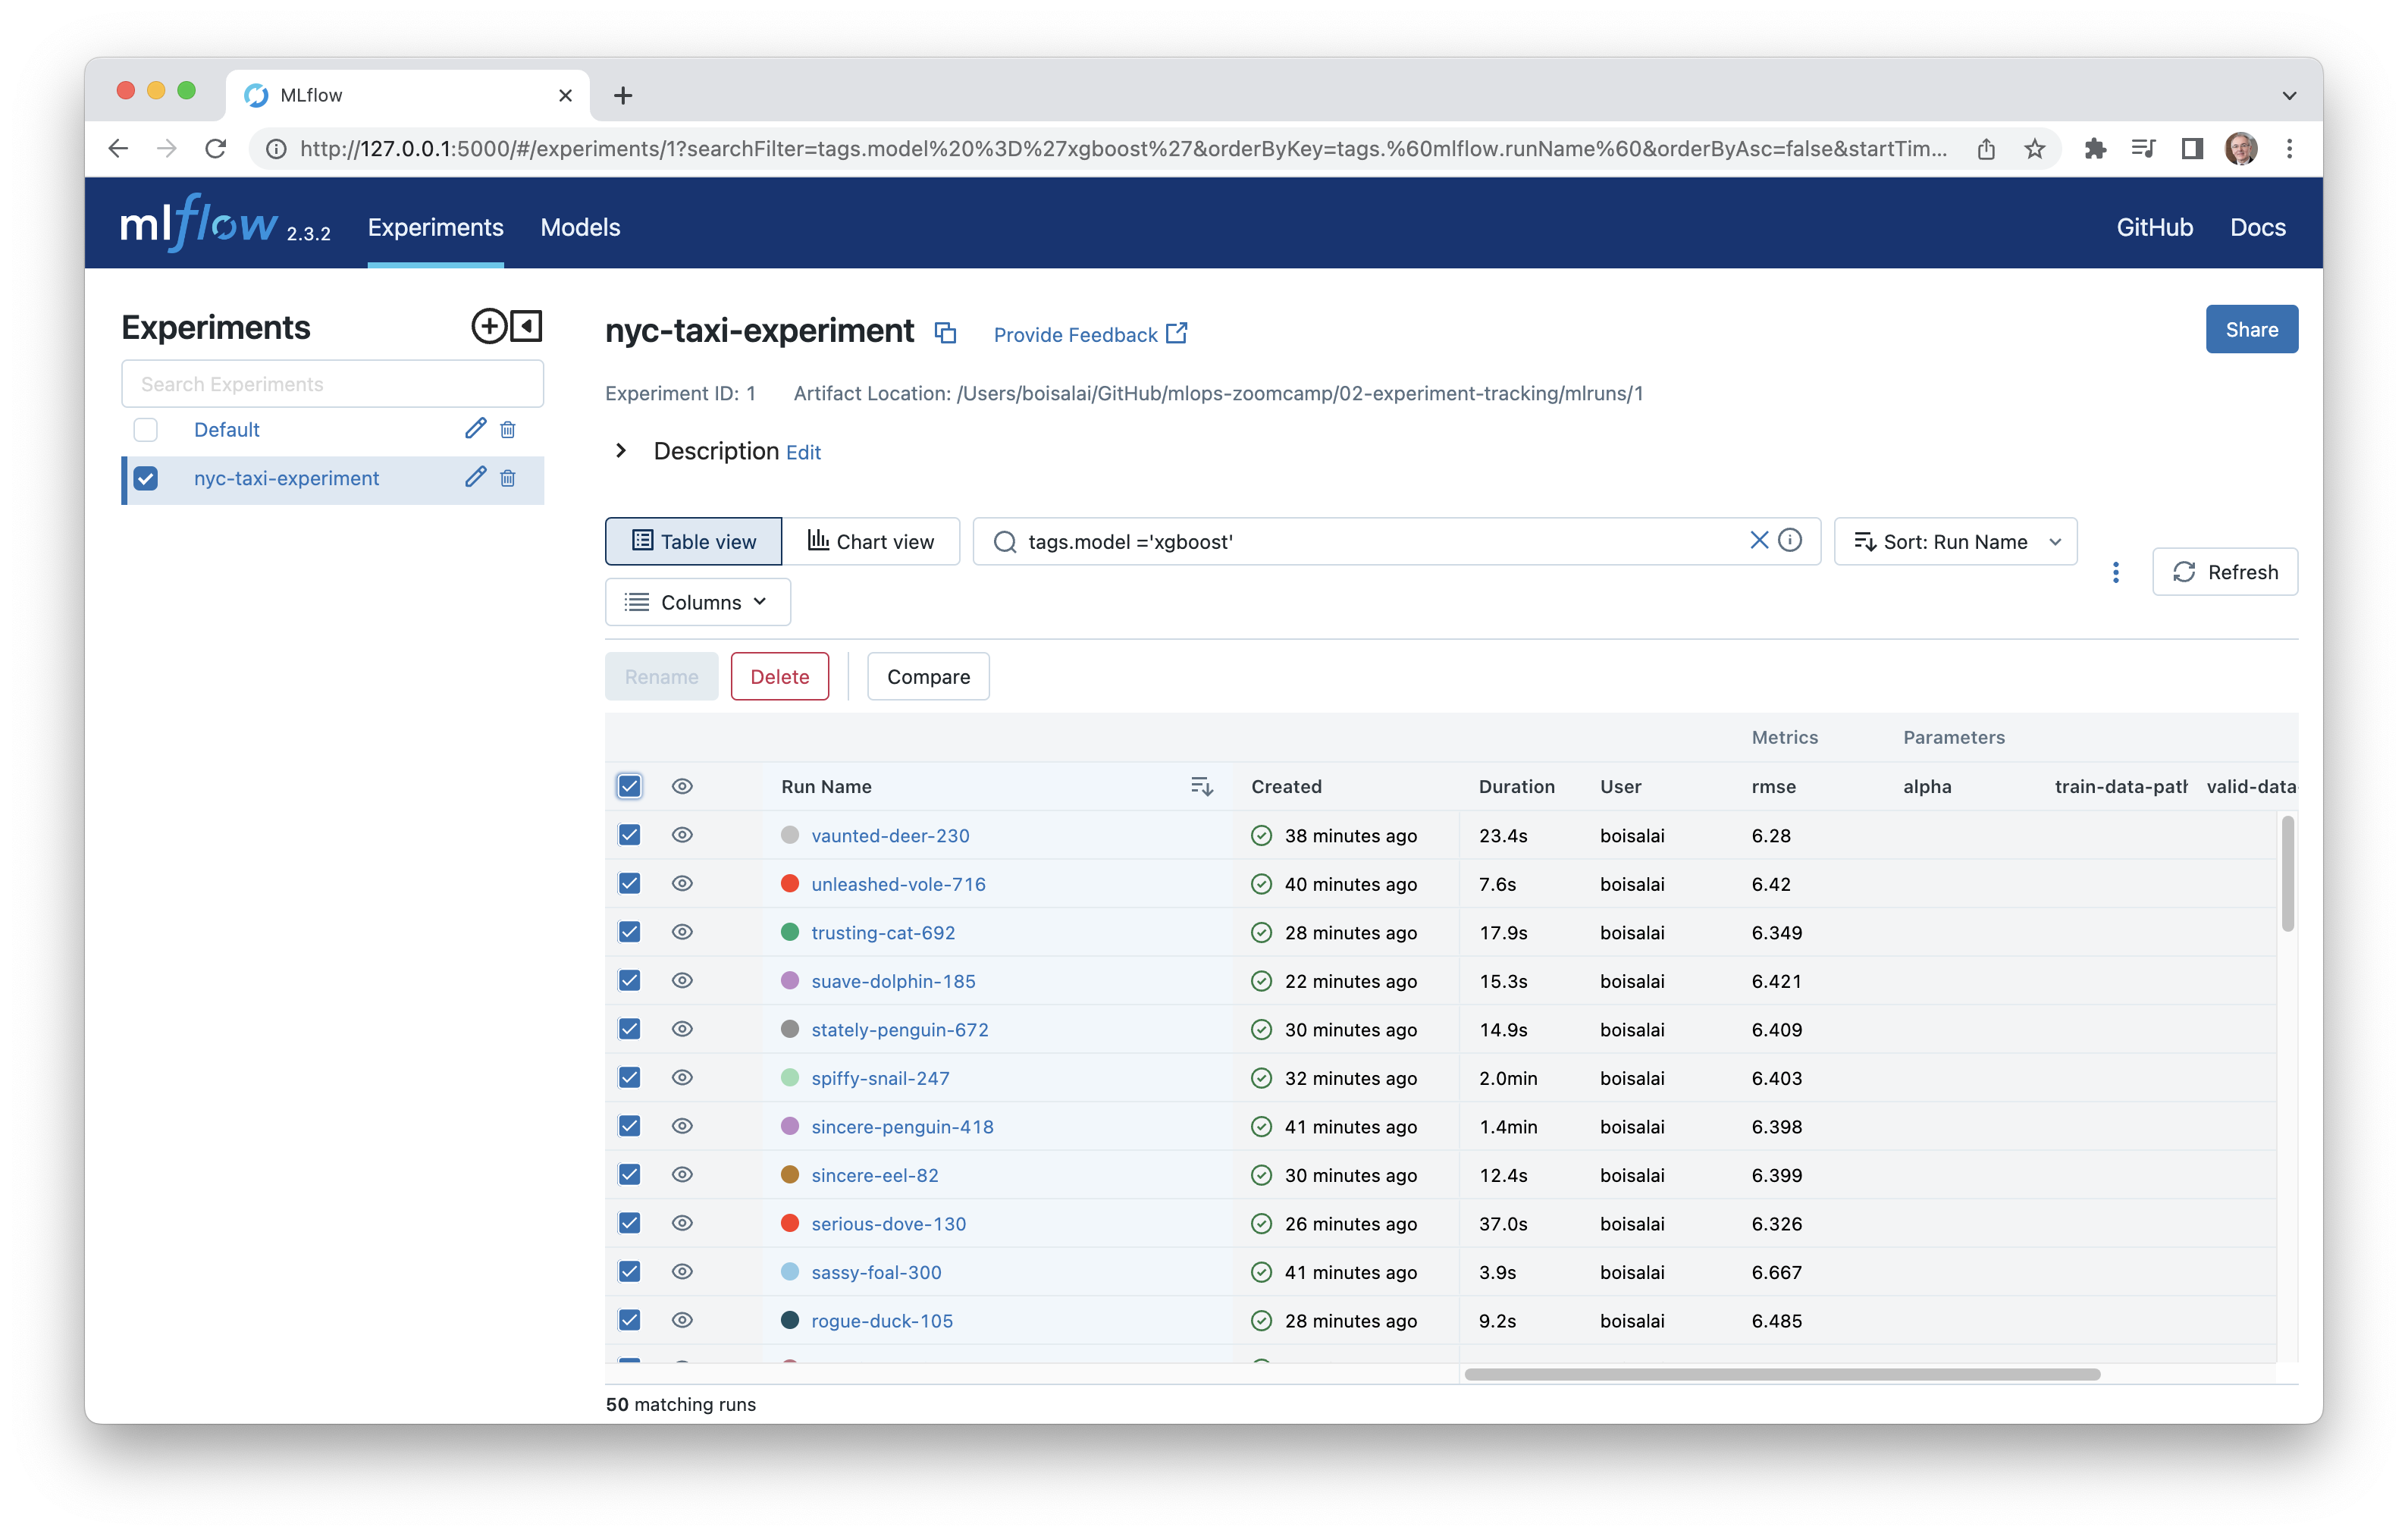 MLflow
http://127.0.0.1:5000/#/experiments/1?searchFilter=tags.model%20%3D%27xgboost%27&orderByKey=tags.%60mlflow.runName%60&orderByAsc=false&startTim...
mlflow 2.3.2 Experiments Models GitHub Docs
Experiments
Search Experiments
Default
nyc-taxi-experiment
nyc-taxi-experiment Provide Feedback Share
Experiment ID: 1 Artifact Location: /Users/boisalai/GitHub/mlops-zoomcamp/02-experiment-tracking/mlruns/1
Description Edit
Table view Chart view tags.model ='xgboost' Sort: Run Name
Refresh
Columns
Rename Delete Compare
Metrics Parameters
Run Name Created Duration User rmse alpha train-data-path valid-data-
vaunted-deer-230 38 minutes ago 23.4s boisalai 6.28
unleashed-vole-716 40 minutes ago 7.6s boisalai 6.42
trusting-cat-692 28 minutes ago 17.9s boisalai 6.349
suave-dolphin-185 22 minutes ago 15.3s boisalai 6.421
stately-penguin-672 30 minutes ago 14.9s boisalai 6.409
spiffy-snail-247 32 minutes ago 2.0min boisalai 6.403
sincere-penguin-418 41 minutes ago 1.4min boisalai 6.398
sincere-eel-82 30 minutes ago 12.4s boisalai 6.399
serious-dove-130 26 minutes ago 37.0s boisalai 6.326
sassy-foal-300 41 minutes ago 3.9s boisalai 6.667
rogue-duck-105 28 minutes ago 9.2s boisalai 6.485
50 matching runs